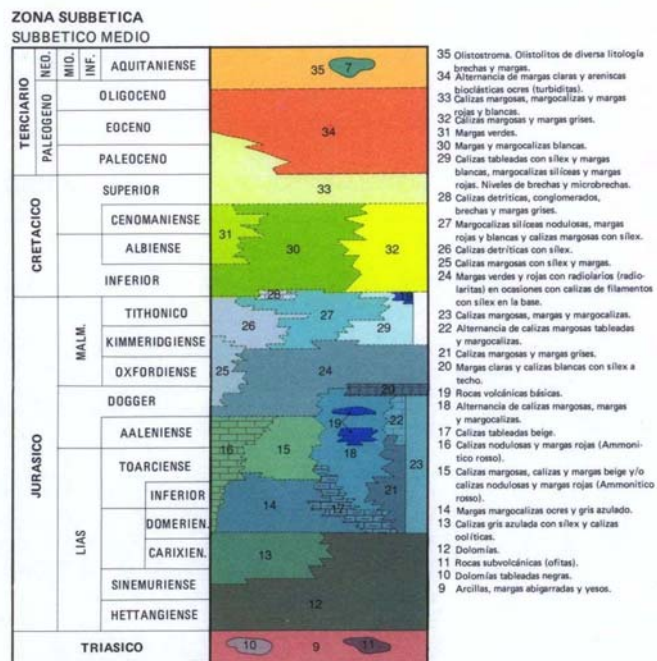 ZONA SUBBETICA
SUBBETICO MEDIO
TERCIARIO
NEO.
MIO.
INF.
AQUITANIENSE
PALEOGENO
OLIGOCENO
EOCENO
PALEOCENO
CRETACICO
SUPERIOR
CENOMANIENSE
ALBIENSE
INFERIOR
JURASICO
MALM.
TITHONICO
KIMMERIDGIENSE
OXFORDIENSE
DOGGER
AALENIENSE
LIAS
TOARCIENSE
INFERIOR
DOMERIEN.
CARIXIEN.
SINEMURIENSE
HETTANGIENSE
TRIASICO
35
7
34
33
31
30
32
28
26
27
29
25
24
20
19
22
16
15
18
23
21
14
17
13
12
10
9
11
35 Olistostroma. Olistolitos de diversa litología
brechas y margas.
34 Alternancia de margas claras y areniscas
bioclásticas ocres (turbiditas).
33 Calizas margosas, margocalizas y margas
rojas y blancas.
32 Calizas margosas y margas grises.
31 Margas verdes.
30 Margas y margocalizas blancas.
29 Calizas tableadas con sílex y margas
blancas, margocalizas silíceas y margas
rojas. Niveles de brechas y microbrechas.
28 Calizas detríticas, conglomerados,
brechas y margas grises.
27 Margocalizas silíceas nodulosas, margas
rojas y blancas y calizas margosas con sílex.
26 Calizas detríticas con sílex.
25 Calizas margosas con sílex y margas.
24 Margas verdes y rojas con radiolarios (radio-
laritas) en ocasiones con calizas de filamentos
con sílex en la base.
23 Calizas margosas, margas y margocalizas.
22 Alternancia de calizas margosas tableadas
y margocalizas.
21 Calizas margosas y margas grises.
20 Margas claras y calizas blancas con sílex a
techo.
19 Rocas volcánicas básicas.
18 Alternancia de calizas margosas, margas
y margocalizas.
17 Calizas tableadas beige.
16 Calizas nodulosas y margas rojas (Ammoni-
tico rosso).
15 Calizas margosas, calizas y margas beige y/o
calizas nodulosas y margas rojas (Ammonitico
rosso).
14 Margas margocalizas ocres y gris azulado.
13 Calizas gris azulada con sílex y calizas
oolíticas.
12 Dolomías.
11 Rocas subvolcánicas (ofitas).
10 Dolomías tableadas negras.
9 Arcillas, margas abigarradas y yesos.